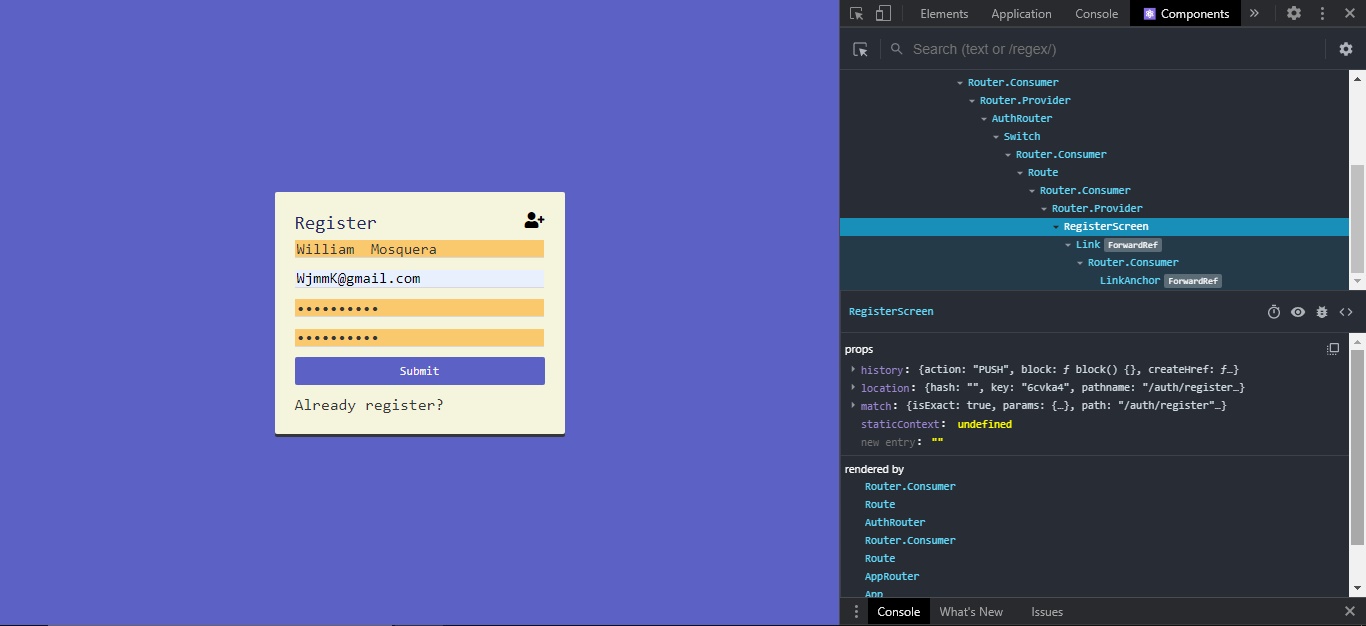 Register
William  Mosquera
WjmmK@gmail.com
••••••••••
••••••••••
Submit
Already register?
Elements Application Console Components »
Search (text or /regex/)
Router.Consumer
Router.Provider
AuthRouter
Switch
Router.Consumer
Route
Router.Consumer
Router.Provider
RegisterScreen
Link ForwardRef
Router.Consumer
LinkAnchor ForwardRef
RegisterScreen
props
history: {action: "PUSH", block: ƒ block() {}, createHref: ƒ…}
location: {hash: "", key: "6cvka4", pathname: "/auth/register…}
match: {isExact: true, params: {…}, path: "/auth/register"…}
staticContext: undefined
new entry: ""
rendered by
Router.Consumer
Route
AuthRouter
Router.Consumer
Route
AppRouter
App
Console What's New Issues